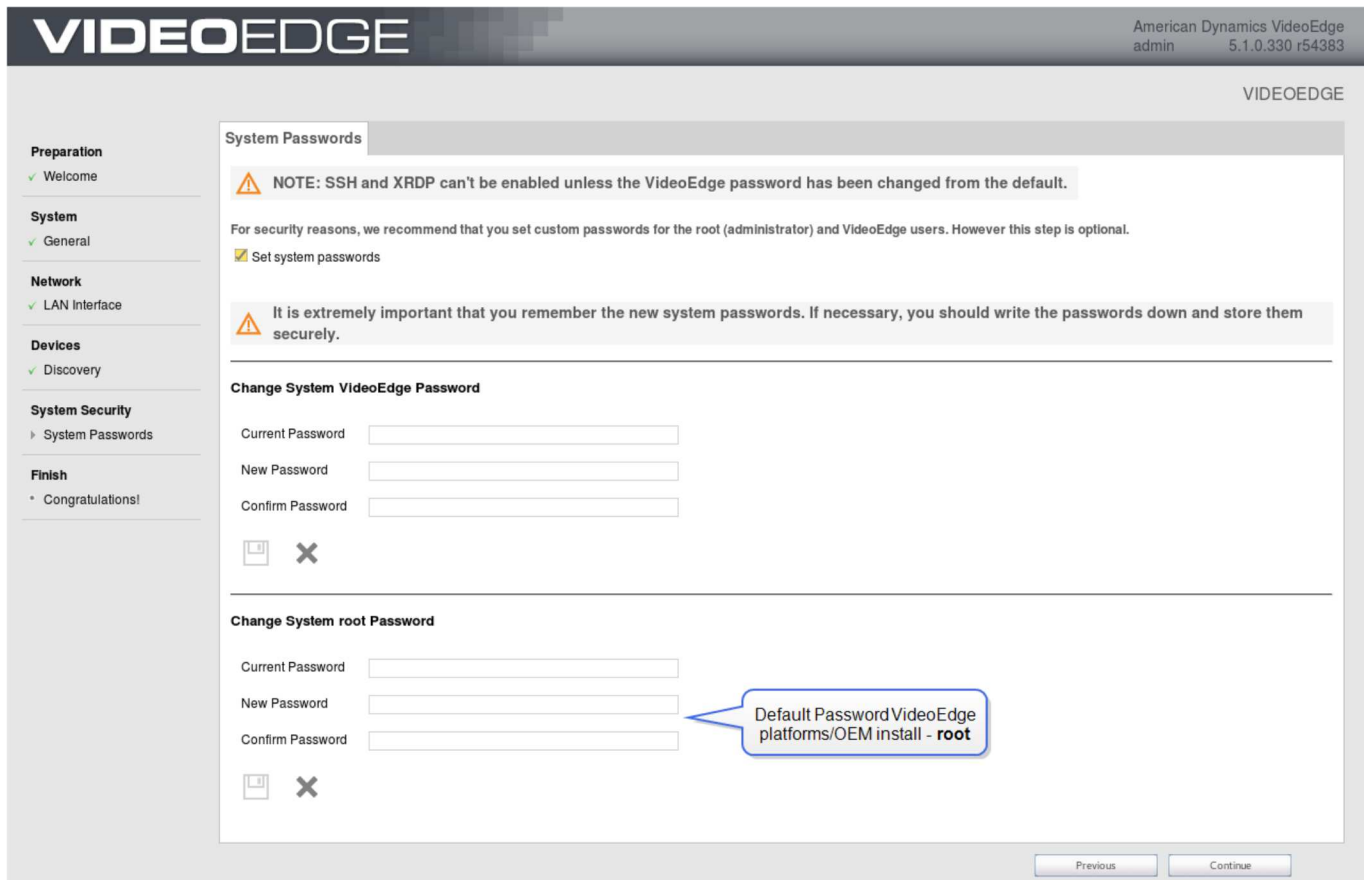 VIDEOEDGE
American Dynamics VideoEdge
admin 5.1.0.330 r54383
VIDEOEDGE
Preparation
Welcome
System
General
Network
LAN Interface
Devices
Discovery
System Security
System Passwords
Finish
Congratulations!
System Passwords
NOTE: SSH and XRDP can't be enabled unless the VideoEdge password has been changed from the default.
For security reasons, we recommend that you set custom passwords for the root (administrator) and VideoEdge users. However this step is optional.
Set system passwords
It is extremely important that you remember the new system passwords. If necessary, you should write the passwords down and store them
securely.
Change System VideoEdge Password
Current Password
New Password
Confirm Password
Change System root Password
Current Password
New Password
Confirm Password
Default Password VideoEdge
platforms/OEM install - root
Previous
Continue